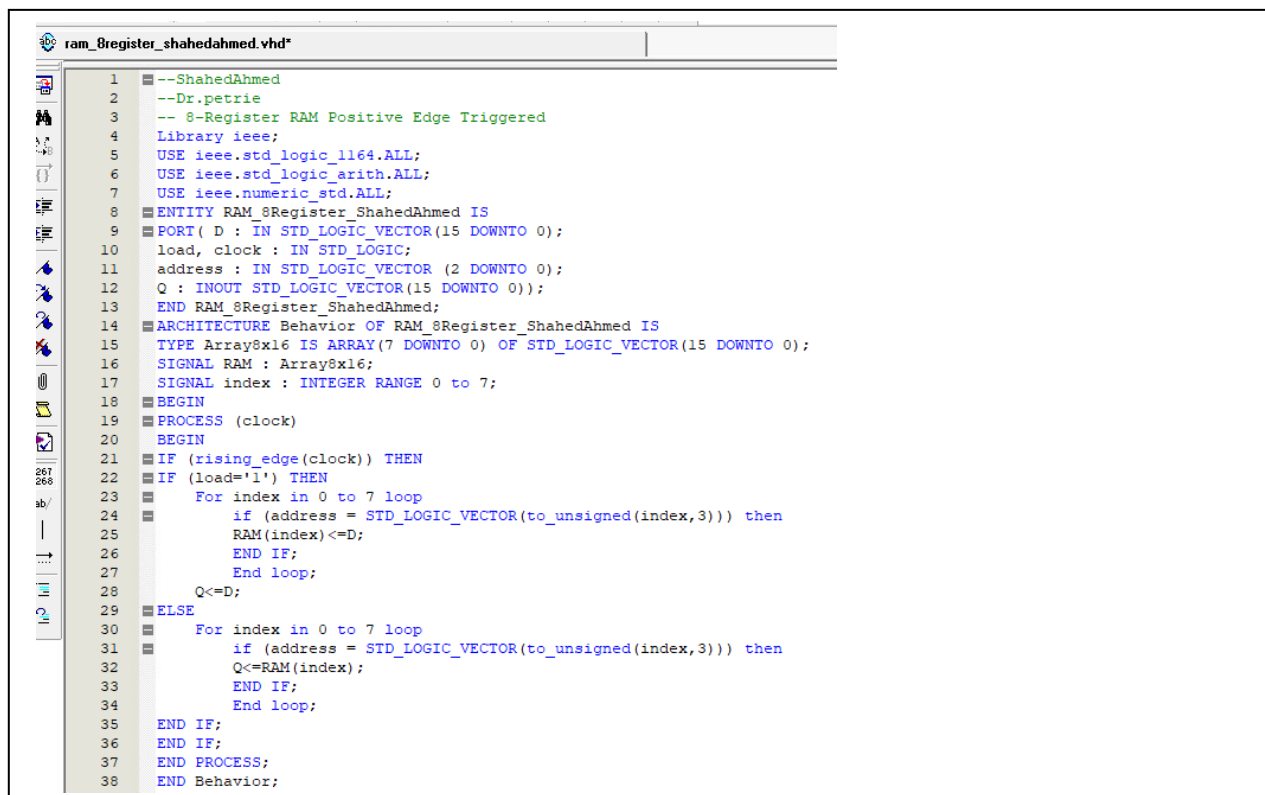 ram_8register_shahedahmed.vhd*
1 --ShahedAhmed
2 --Dr.petrie
3 -- 8-Register RAM Positive Edge Triggered
4 Library ieee;
5 USE ieee.std_logic_1164.ALL;
6 USE ieee.std_logic_arith.ALL;
7 USE ieee.numeric_std.ALL;
8 ENTITY RAM_8Register_ShahedAhmed IS
9 PORT( D : IN STD_LOGIC_VECTOR(15 DOWNTO 0);
10 load, clock : IN STD_LOGIC;
11 address : IN STD_LOGIC_VECTOR (2 DOWNTO 0);
12 Q : INOUT STD_LOGIC_VECTOR(15 DOWNTO 0));
13 END RAM_8Register_ShahedAhmed;
14 ARCHITECTURE Behavior OF RAM_8Register_ShahedAhmed IS
15 TYPE Array8x16 IS ARRAY(7 DOWNTO 0) OF STD_LOGIC_VECTOR(15 DOWNTO 0);
16 SIGNAL RAM : Array8x16;
17 SIGNAL index : INTEGER RANGE 0 to 7;
18 BEGIN
19 PROCESS (clock)
20 BEGIN
21 IF (rising_edge(clock)) THEN
22 IF (load='1') THEN
23 For index in 0 to 7 loop
24 if (address = STD_LOGIC_VECTOR(to_unsigned(index,3))) then
25 RAM(index)<=D;
26 END IF;
27 End loop;
28 Q<=D;
29 ELSE
30 For index in 0 to 7 loop
31 if (address = STD_LOGIC_VECTOR(to_unsigned(index,3))) then
32 Q<=RAM(index);
33 END IF;
34 End loop;
35 END IF;
36 END IF;
37 END PROCESS;
38 END Behavior;
267
268
ab/